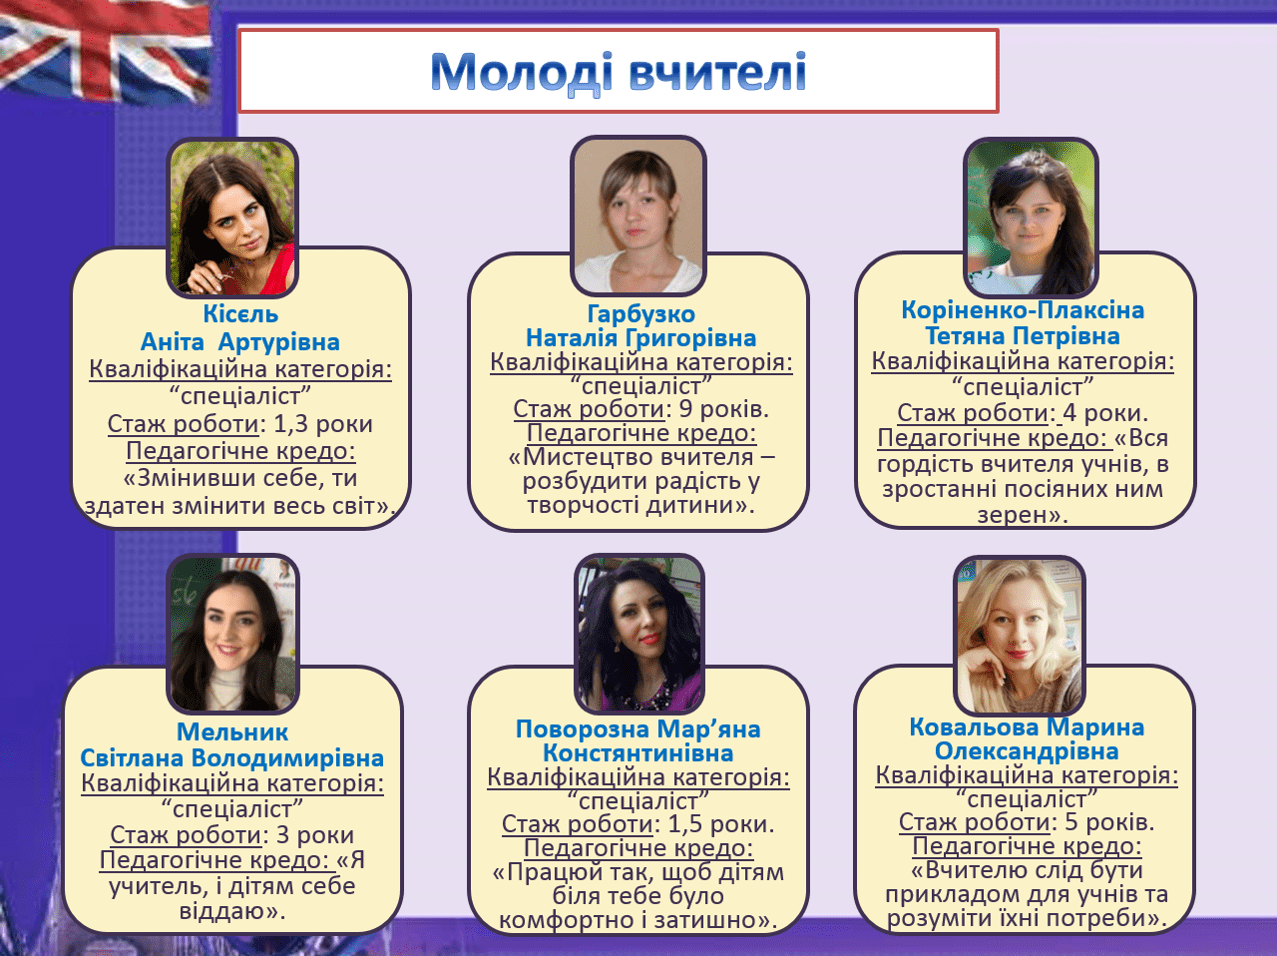 Молоді вчителі
Кісєль
Аніта Артурівна
Кваліфікаційна категорія:
“спеціаліст”
Стаж роботи: 1,3 роки
Педагогічне кредо:
«Змінивши себе, ти
здатен змінити весь світ».
Гарбузко
Наталія Григорівна
Кваліфікаційна категорія:
“спеціаліст”
Стаж роботи: 9 років.
Педагогічне кредо:
«Мистецтво вчителя –
розбудити радість у
творчості дитини».
Коріненко-Плаксіна
Тетяна Петрівна
Кваліфікаційна категорія:
“спеціаліст”
Стаж роботи: 4 роки.
Педагогічне кредо: «Вся
гордість вчителя учнів, в
зростанні посіяних ним
зерен».
Мельник
Світлана Володимирівна
Кваліфікаційна категорія:
“спеціаліст”
Стаж роботи: 3 роки
Педагогічне кредо: «Я
учитель, і дітям себе
віддаю».
Поворозна Мар’яна
Констянтинівна
Кваліфікаційна категорія:
“спеціаліст”
Стаж роботи: 1,5 роки.
Педагогічне кредо:
«Працюй так, щоб дітям
біля тебе було
комфортно і затишно».
Ковальова Марина
Олександрівна
Кваліфікаційна категорія:
“спеціаліст”
Стаж роботи: 5 років.
Педагогічне кредо:
«Вчителю слід бути
прикладом для учнів та
розуміти їхні потреби».